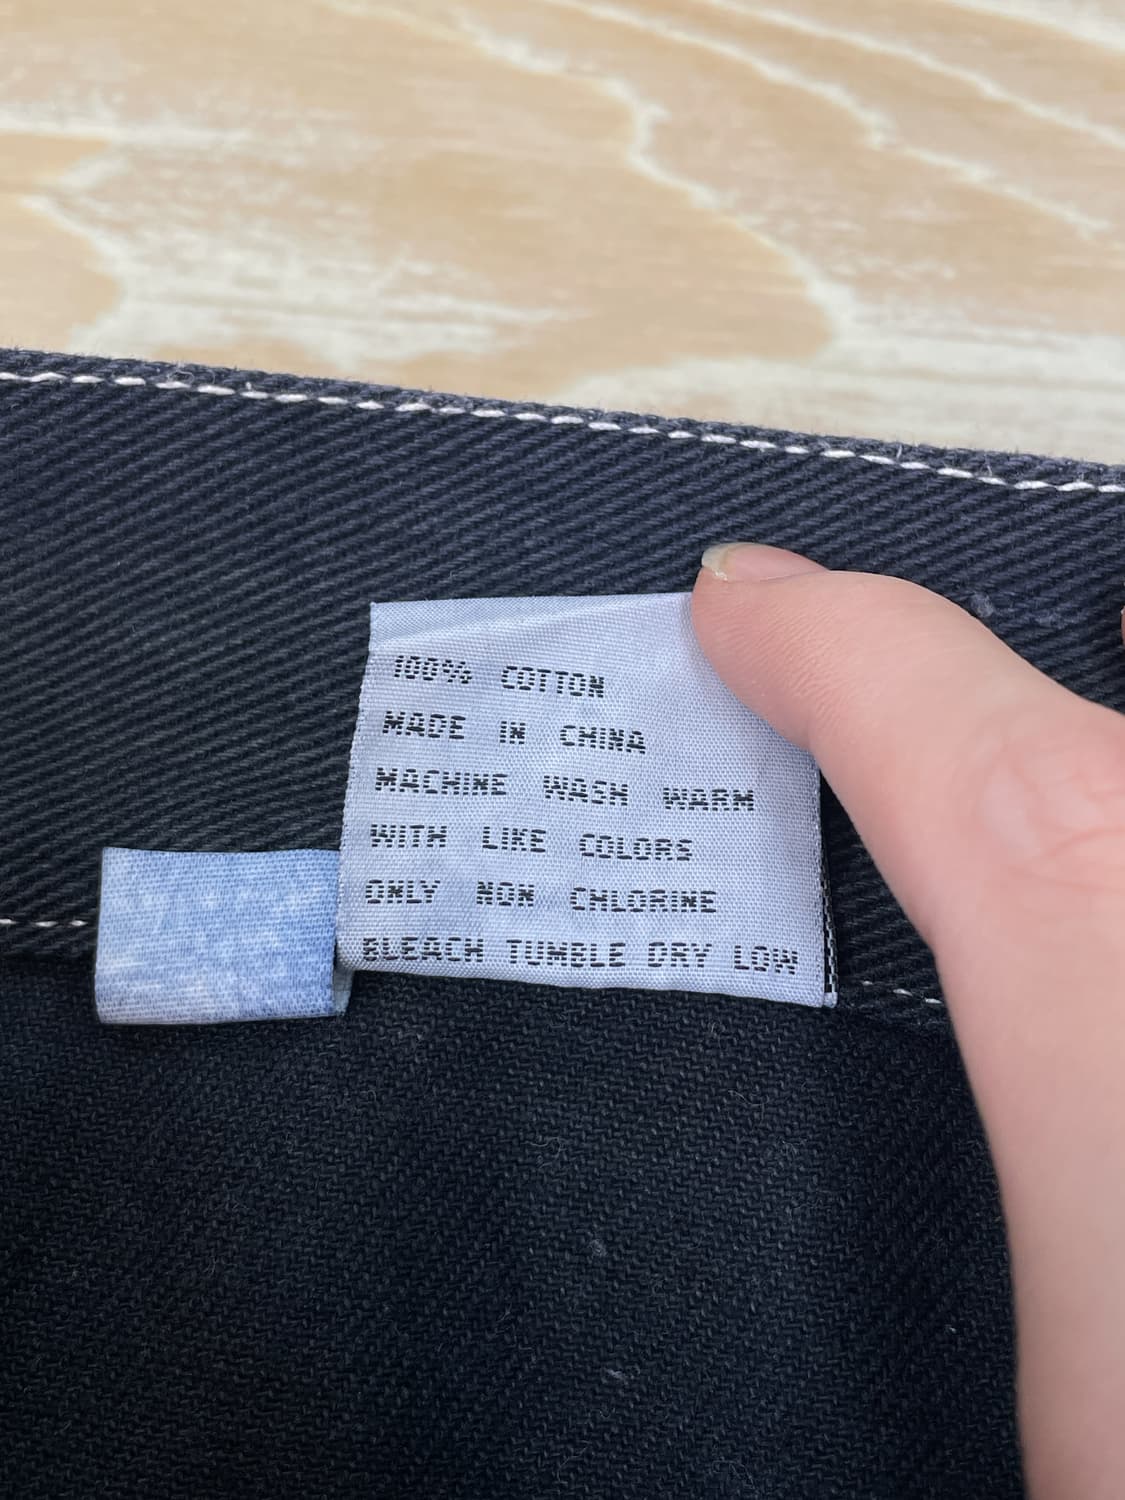 100% COTTON
MADE IN CHINA
MACHINE WASH WARM
WITH LIKE COLORS
ONLY NON CHLORINE
BLEACH TUMBLE DRY LOW